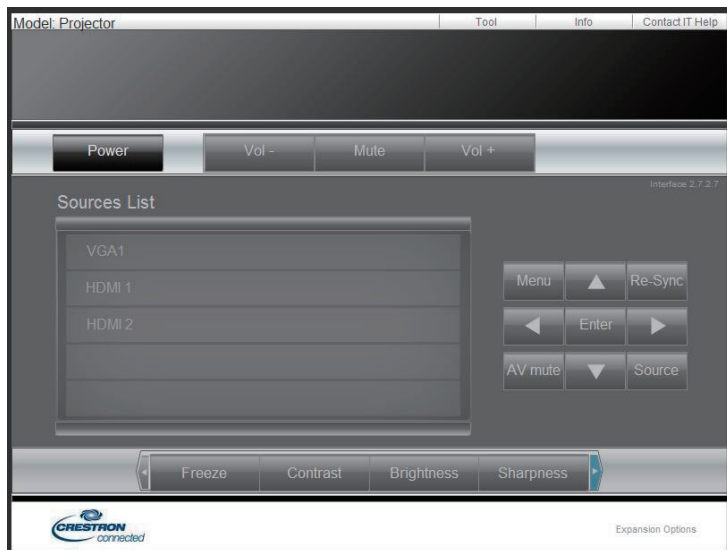 Model: Projector
Tool Info Contact IT Help
Power Vol - Mute Vol +
Interface 2.7.2.7
Sources List
VGA1
HDMI 1
HDMI 2
Menu Re-Sync
Enter
AV mute Source
Freeze Contrast Brightness Sharpness
CRESTRON
connected
Expansion Options